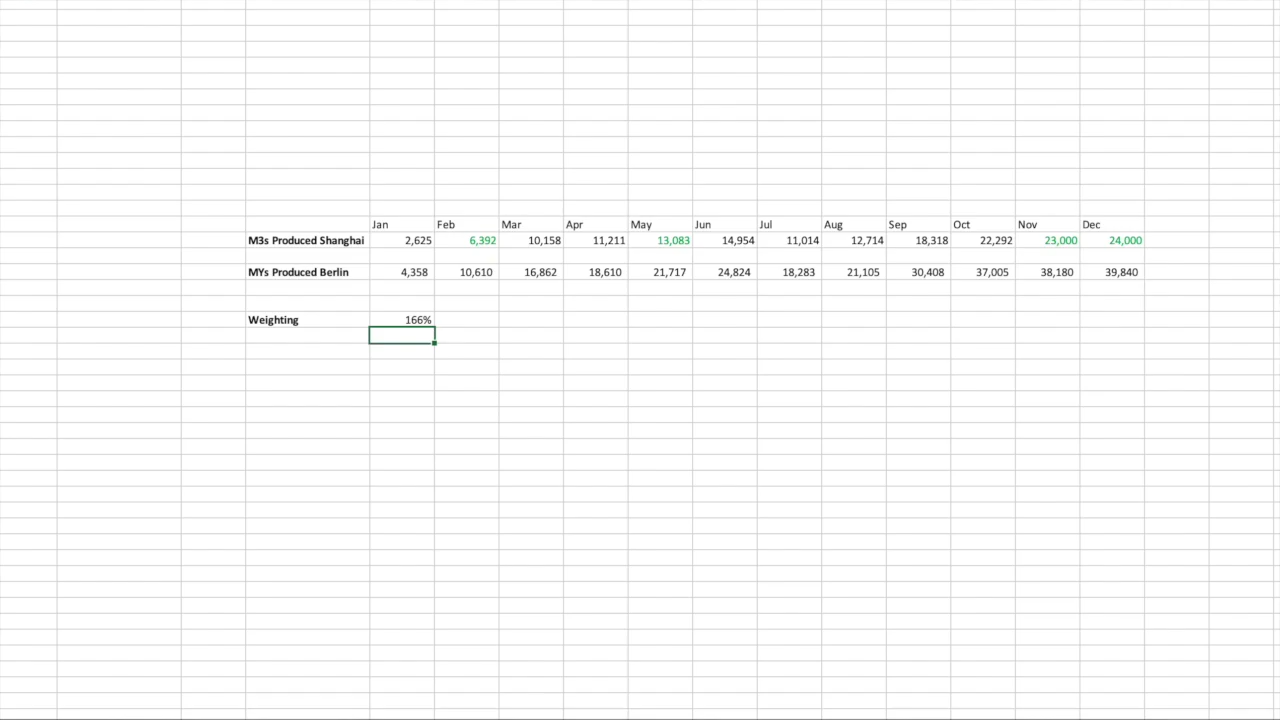 Jan Feb Mar Apr May Jun Jul Aug Sep Oct Nov Dec
M3s Produced Shanghai 2,625 6,392 10,158 11,211 13,083 14,954 11,014 12,714 18,318 22,292 23,000 24,000
MYs Produced Berlin 4,358 10,610 16,862 18,610 21,717 24,824 18,283 21,105 30,408 37,005 38,180 39,840
Weighting 166%